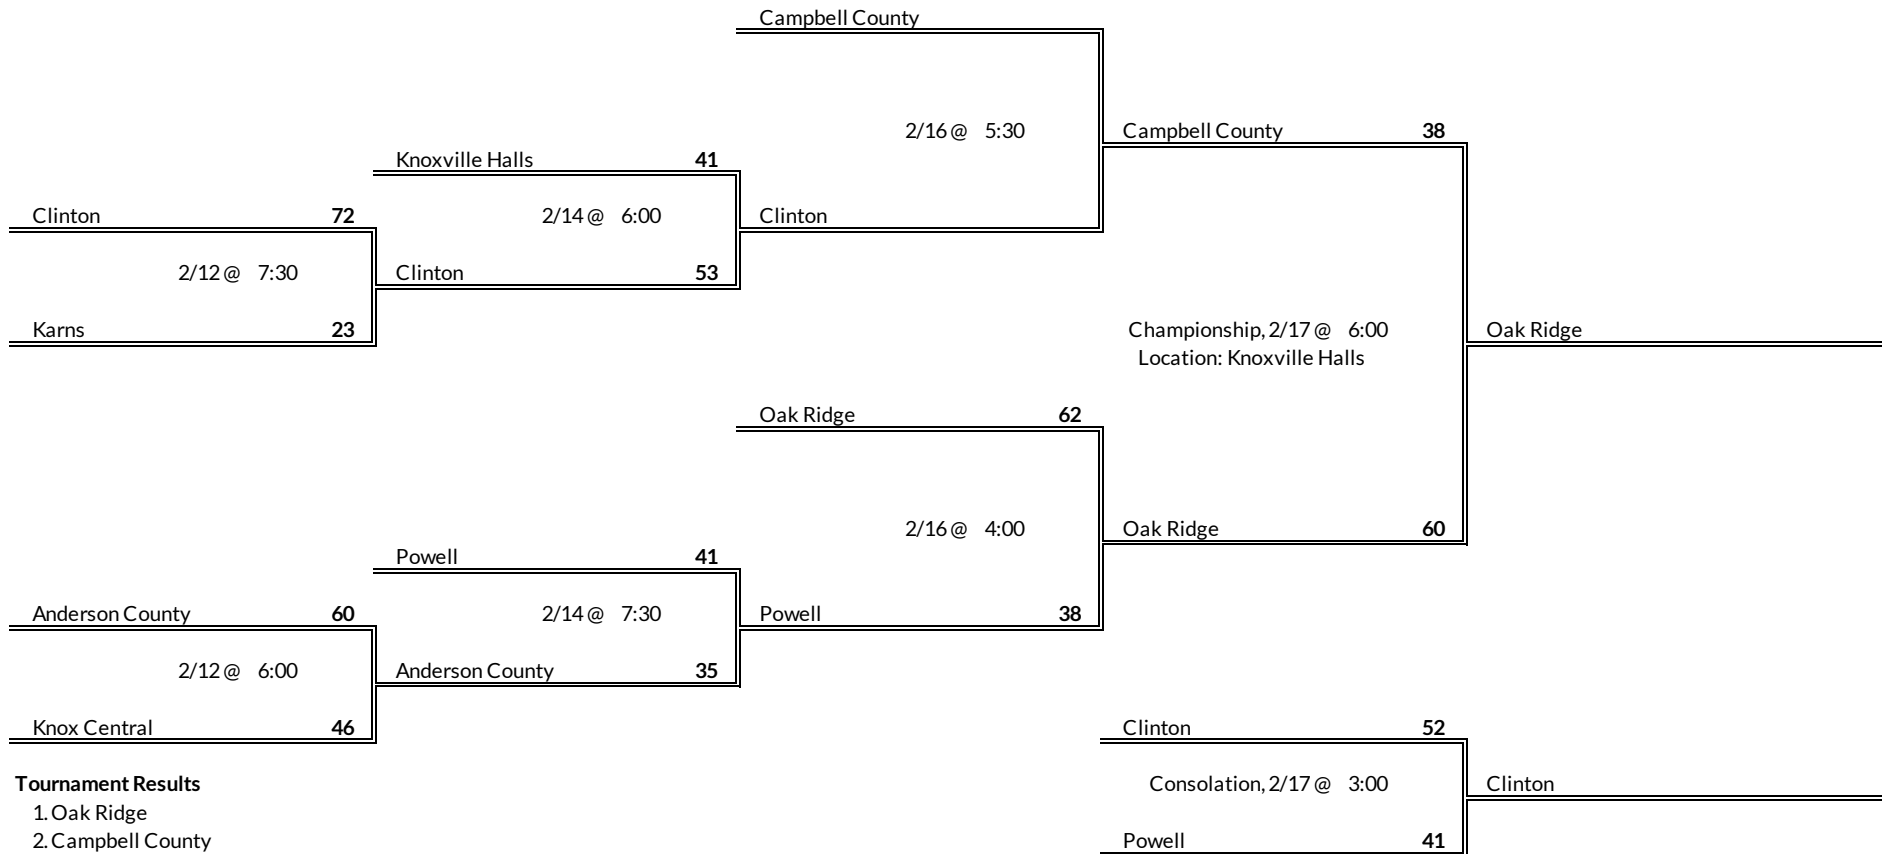 Campbell County
2/16 @ 5:30
Campbell County 38
Knoxville Halls 41
Clinton 72
2/14 @ 6:00
Clinton
2/12 @ 7:30
Clinton 53
Karns 23
Championship, 2/17 @ 6:00
Oak Ridge
Location: Knoxville Halls
Oak Ridge 62
2/16 @ 4:00
Oak Ridge 60
Powell 41
Anderson County 60
2/14 @ 7:30
Powell 38
2/12 @ 6:00
Anderson County 35
Knox Central 46
Clinton 52
Tournament Results
Consolation, 2/17 @ 3:00
Clinton
1. Oak Ridge
2. Campbell County
Powell 41